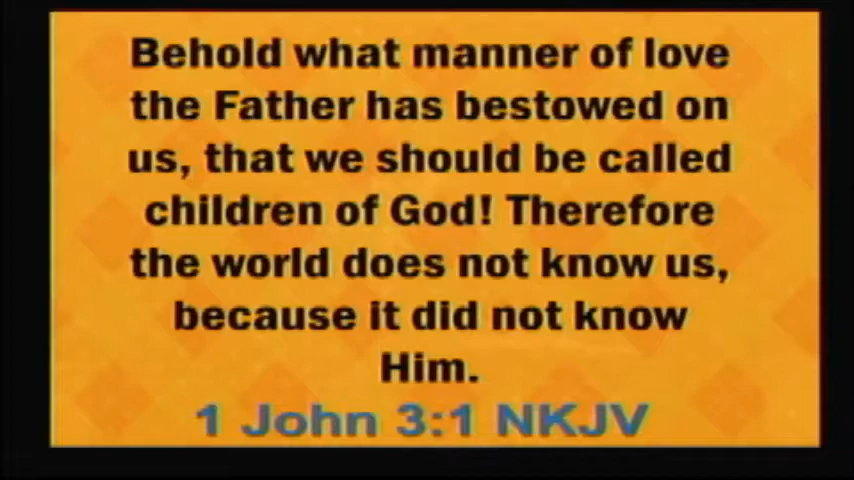 Behold what manner of love
the Father has bestowed on
us, that we should be called
children of God! Therefore
the world does not know us,
because it did not know
Him.
1 John 3:1 NKJV